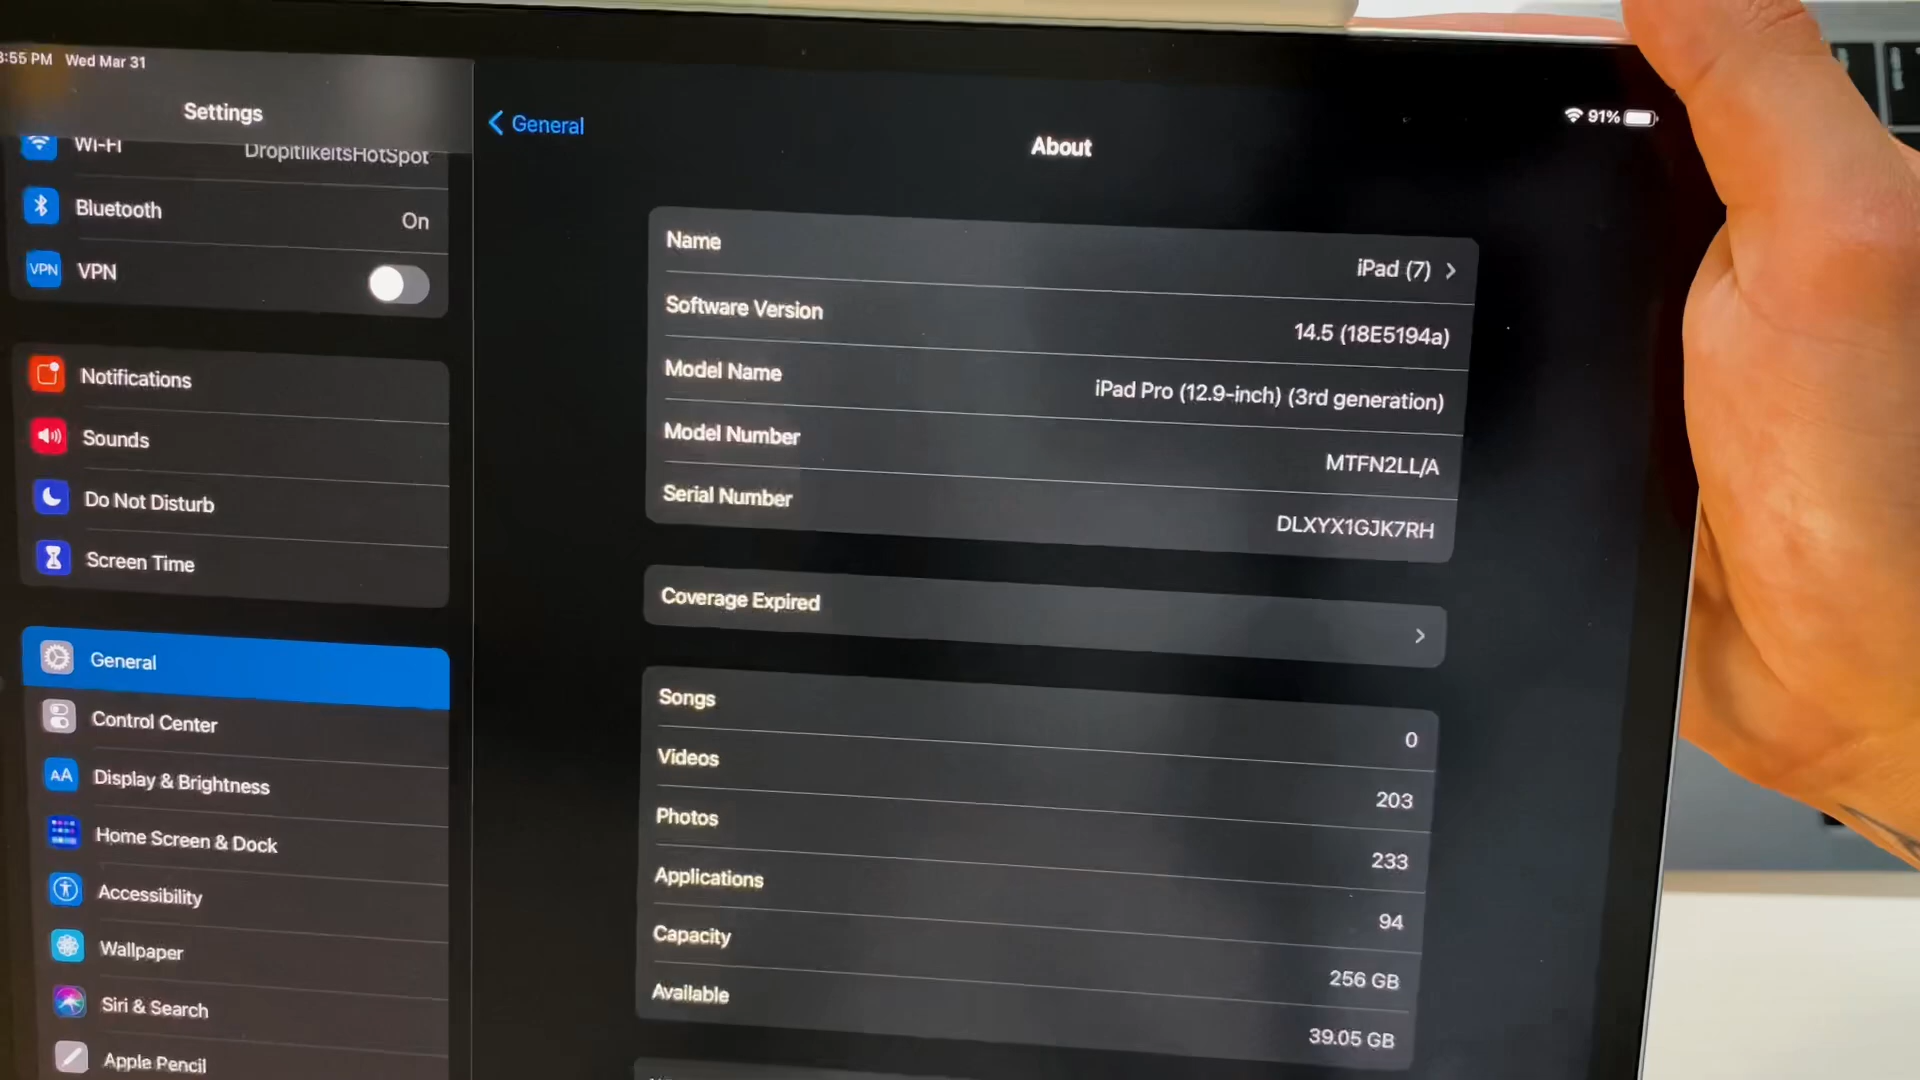 3:55 PM Wed Mar 31
91%
Settings
Wi-Fi DropitlikeitsHotSpot
Bluetooth On
VPN VPN
Notifications
Sounds
Do Not Disturb
Screen Time
General
Control Center
AA Display & Brightness
Home Screen & Dock
Accessibility
Wallpaper
Siri & Search
Apple Pencil
General
About
Name iPad (7)
Software Version 14.5 (18E5194a)
Model Name iPad Pro (12.9-inch) (3rd generation)
Model Number MTFN2LL/A
Serial Number DLXYX1GJK7RH
Coverage Expired
Songs 0
Videos 203
Photos 233
Applications 94
Capacity 256 GB
Available 39.05 GB